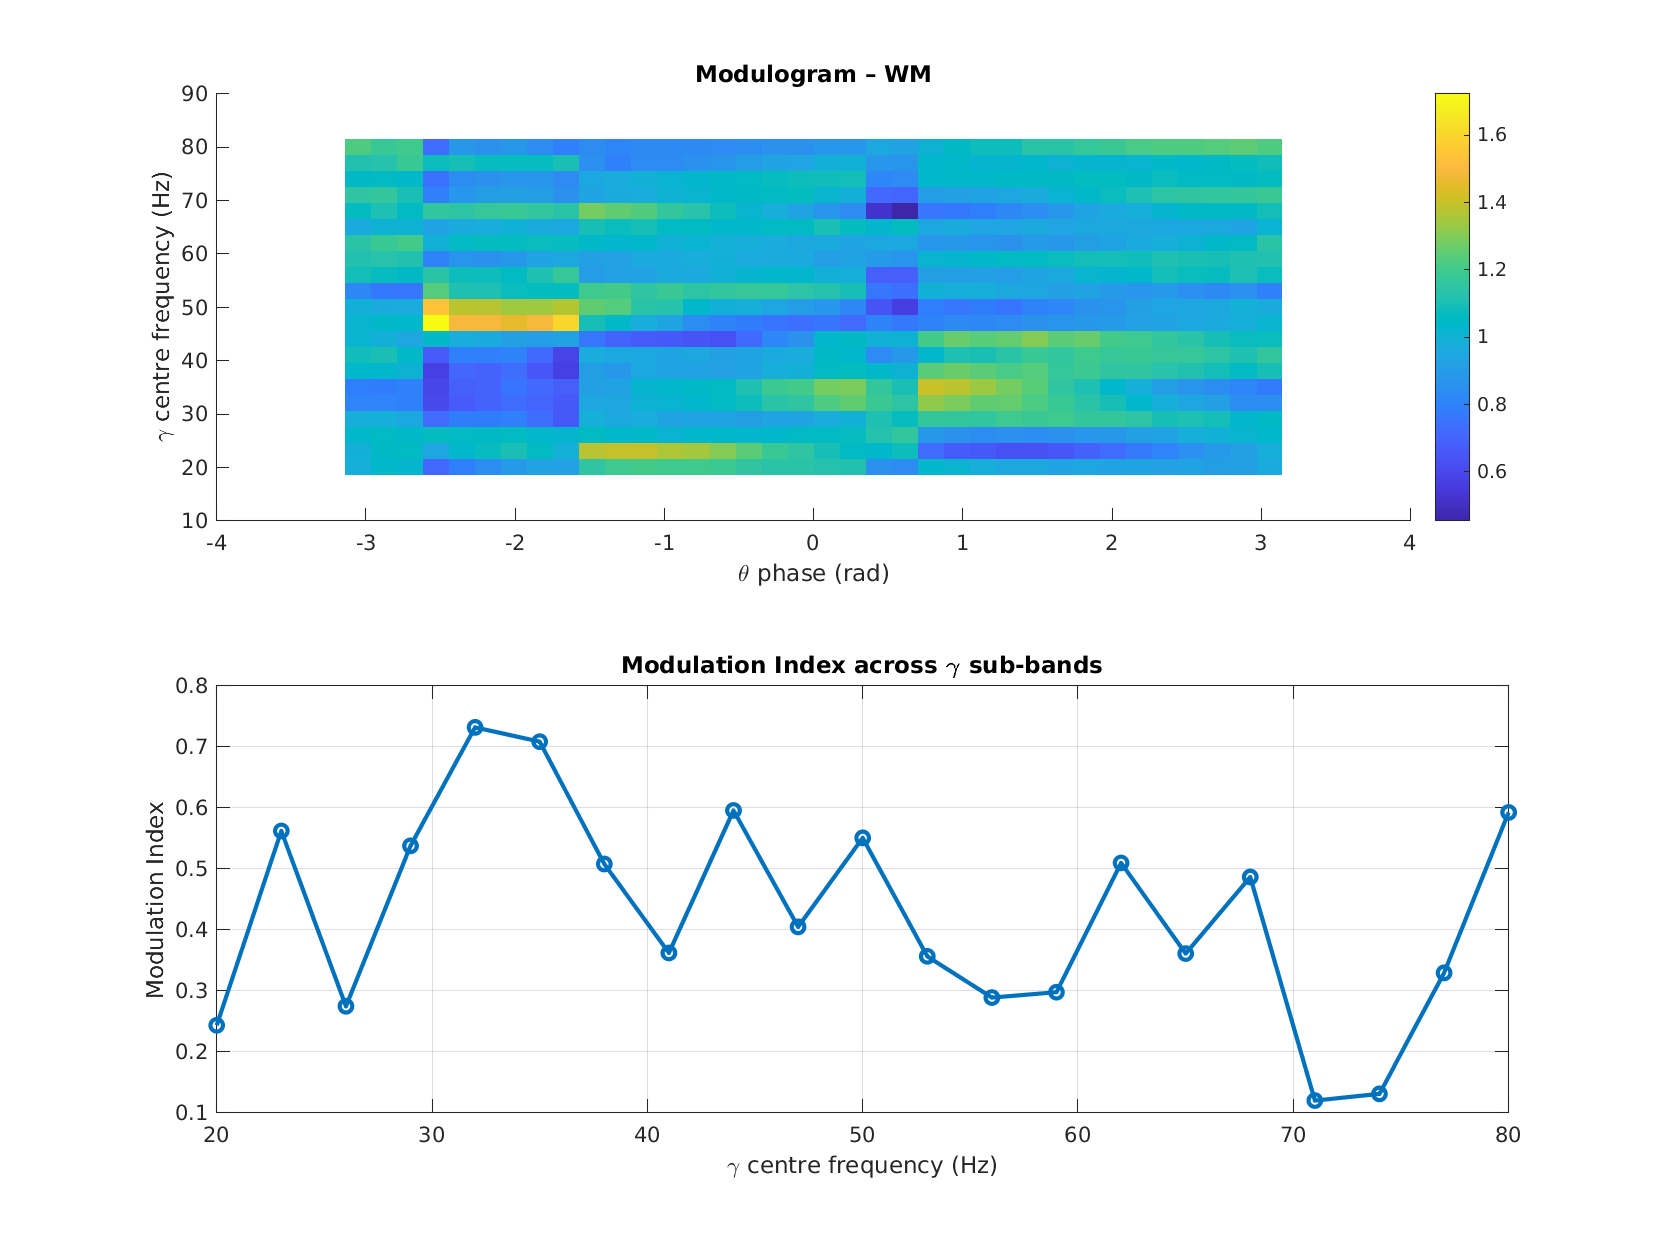 Modulogram – WM
γ centre frequency (Hz)
90
80
70
60
50
40
30
20
10
-4 -3 -2 -1 0 1 2 3 4
θ phase (rad)
1.6
1.4
1.2
1
0.8
0.6
Modulation Index across γ sub-bands
Modulation Index
0.8
0.7
0.6
0.5
0.4
0.3
0.2
0.1
20 30 40 50 60 70 80
γ centre frequency (Hz)